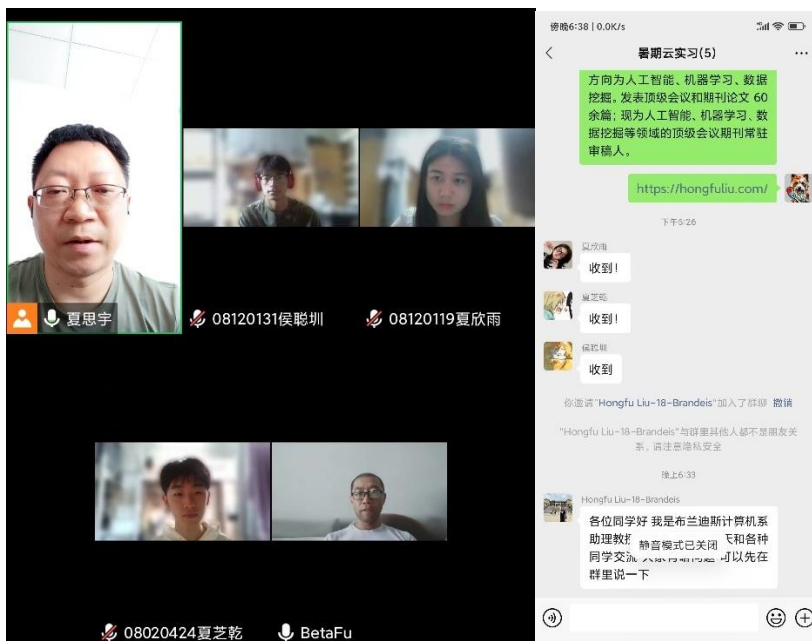 夏思宇
08120131侯聪圳
08120119夏欣雨
08020424夏芝乾
BetaFu
傍晚6:38 | 0.0K/s
暑期云实习(5)
方向为人工智能、机器学习、数据
挖掘。发表顶级会议和期刊论文 60
余篇；现为人工智能、机器学习、数
据挖掘等领域的顶级会议期刊常驻
审稿人。
https://hongfuliu.com/
下午5:26
夏欣雨
收到！
夏芝乾
收到！
侯聪圳
收到
你邀请"Hongfu Liu-18-Brandeis"加入了群聊 撤销
"Hongfu Liu-18-Brandeis"与群里其他人都不是朋友关
系，请注意隐私安全
晚上6:33
Hongfu Liu-18-Brandeis
各位同学好 我是布兰迪斯计算机系
助理教授
天和各种
静音模式已关闭
同学交流
可以先在
群里说一下